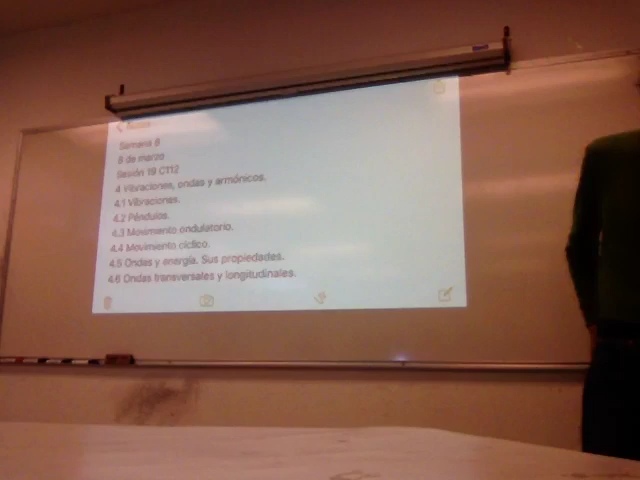 Semana 8
8 de marzo
Sesión 19 CT12
4 Vibraciones, ondas y armónicos.
4.1 Vibraciones.
4.2 Péndulos.
4.3 Movimiento ondulatorio.
4.4 Movimiento cíclico.
4.5 Ondas y energía. Sus propiedades.
4.6 Ondas transversales y longitudinales.